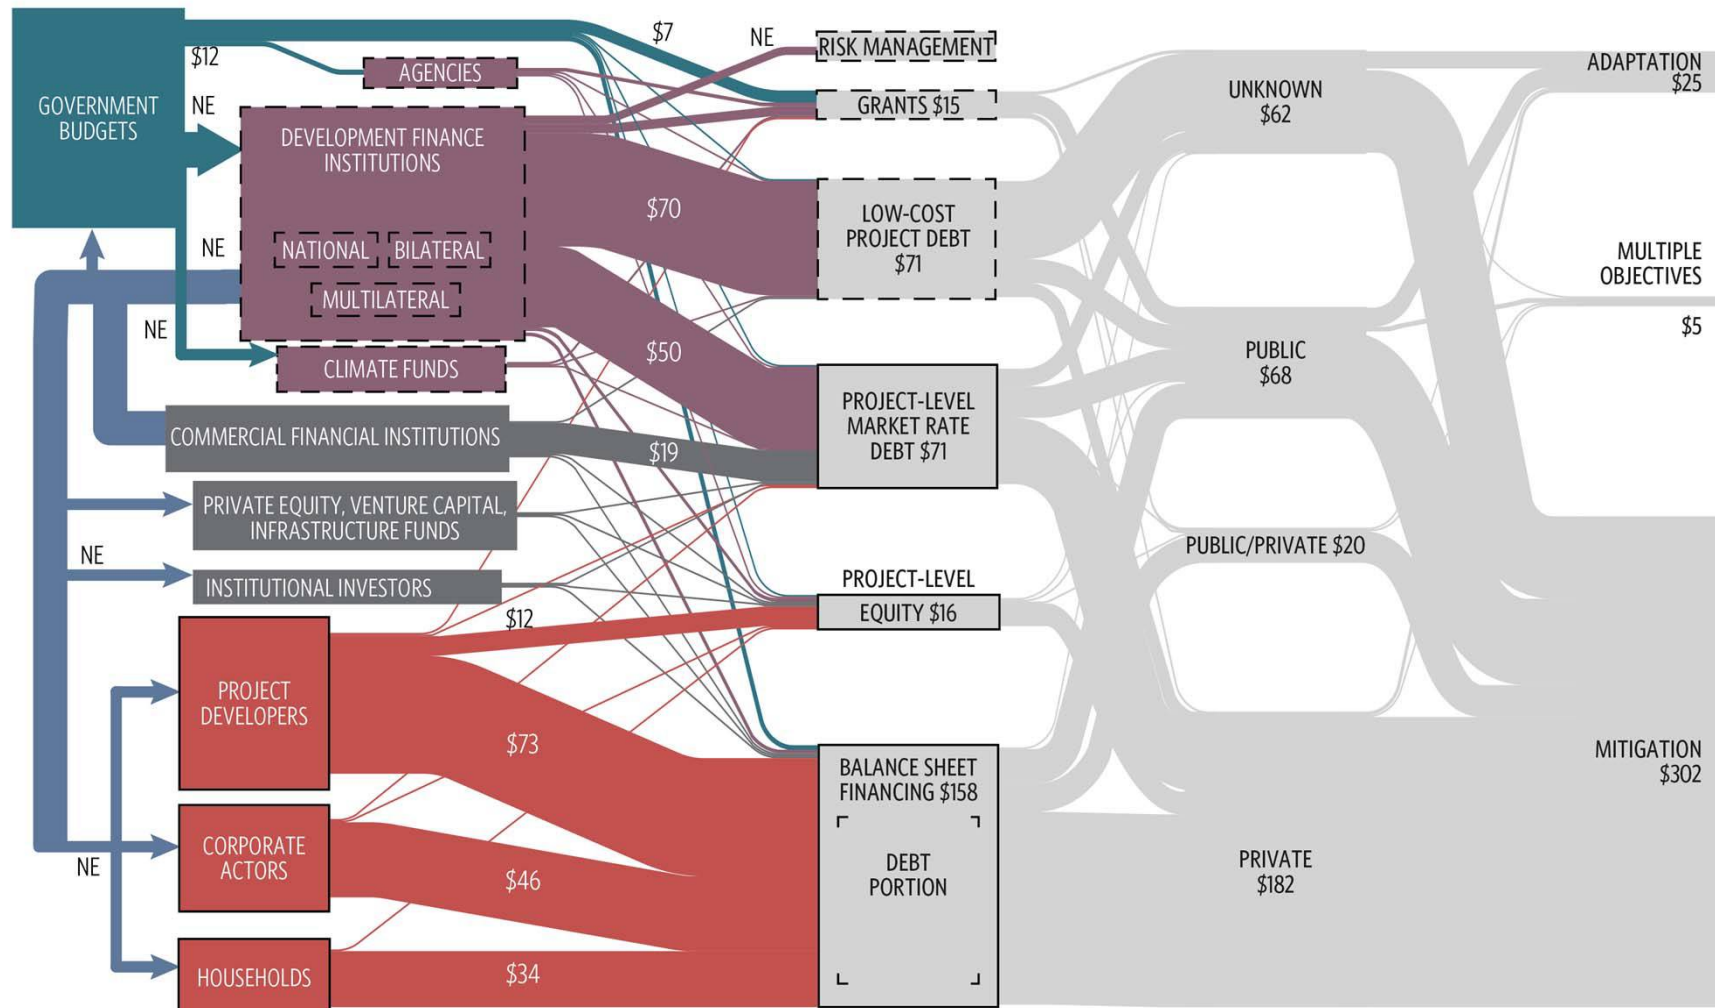 GOVERNMENT
BUDGETS
$12
NE
NE
NE
AGENCIES
DEVELOPMENT FINANCE
INSTITUTIONS
NATIONAL
BILATERAL
MULTILATERAL
CLIMATE FUNDS
COMMERCIAL FINANCIAL INSTITUTIONS
PRIVATE EQUITY, VENTURE CAPITAL,
INFRASTRUCTURE FUNDS
NE
INSTITUTIONAL INVESTORS
PROJECT
DEVELOPERS
CORPORATE
ACTORS
NE
HOUSEHOLDS
$7
NE
$70
$50
$19
$12
$73
$46
$34
RISK MANAGEMENT
GRANTS $15
LOW-COST
PROJECT DEBT
$71
PROJECT-LEVEL
MARKET RATE
DEBT $71
PROJECT-LEVEL
EQUITY $16
BALANCE SHEET
FINANCING $158
DEBT
PORTION
UNKNOWN
$62
PUBLIC
$68
PUBLIC/PRIVATE $20
PRIVATE
$182
ADAPTATION
$25
MULTIPLE
OBJECTIVES
$5
MITIGATION
$302